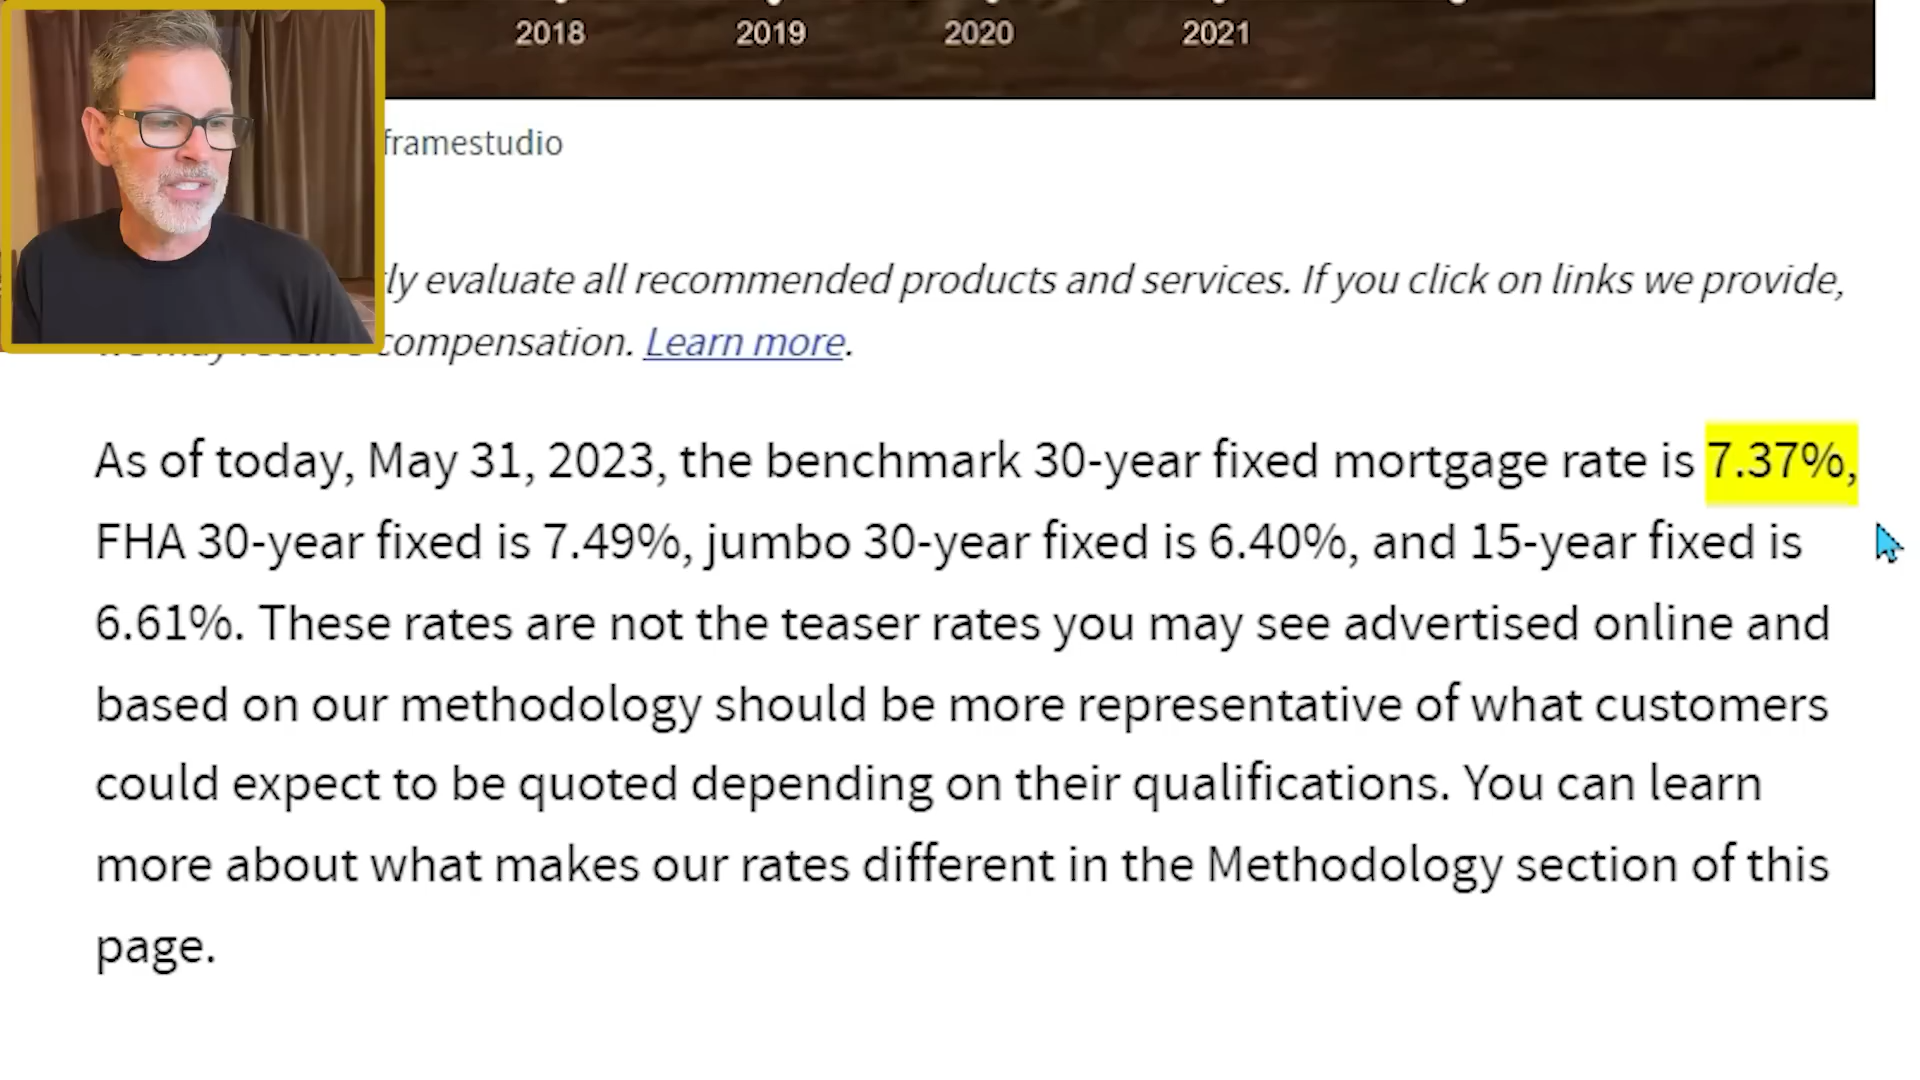 2018 2019 2020 2021
framestudio
ly evaluate all recommended products and services. If you click on links we provide,
compensation. Learn more.
As of today, May 31, 2023, the benchmark 30-year fixed mortgage rate is 7.37%,
FHA 30-year fixed is 7.49%, jumbo 30-year fixed is 6.40%, and 15-year fixed is
6.61%. These rates are not the teaser rates you may see advertised online and
based on our methodology should be more representative of what customers
could expect to be quoted depending on their qualifications. You can learn
more about what makes our rates different in the Methodology section of this
page.